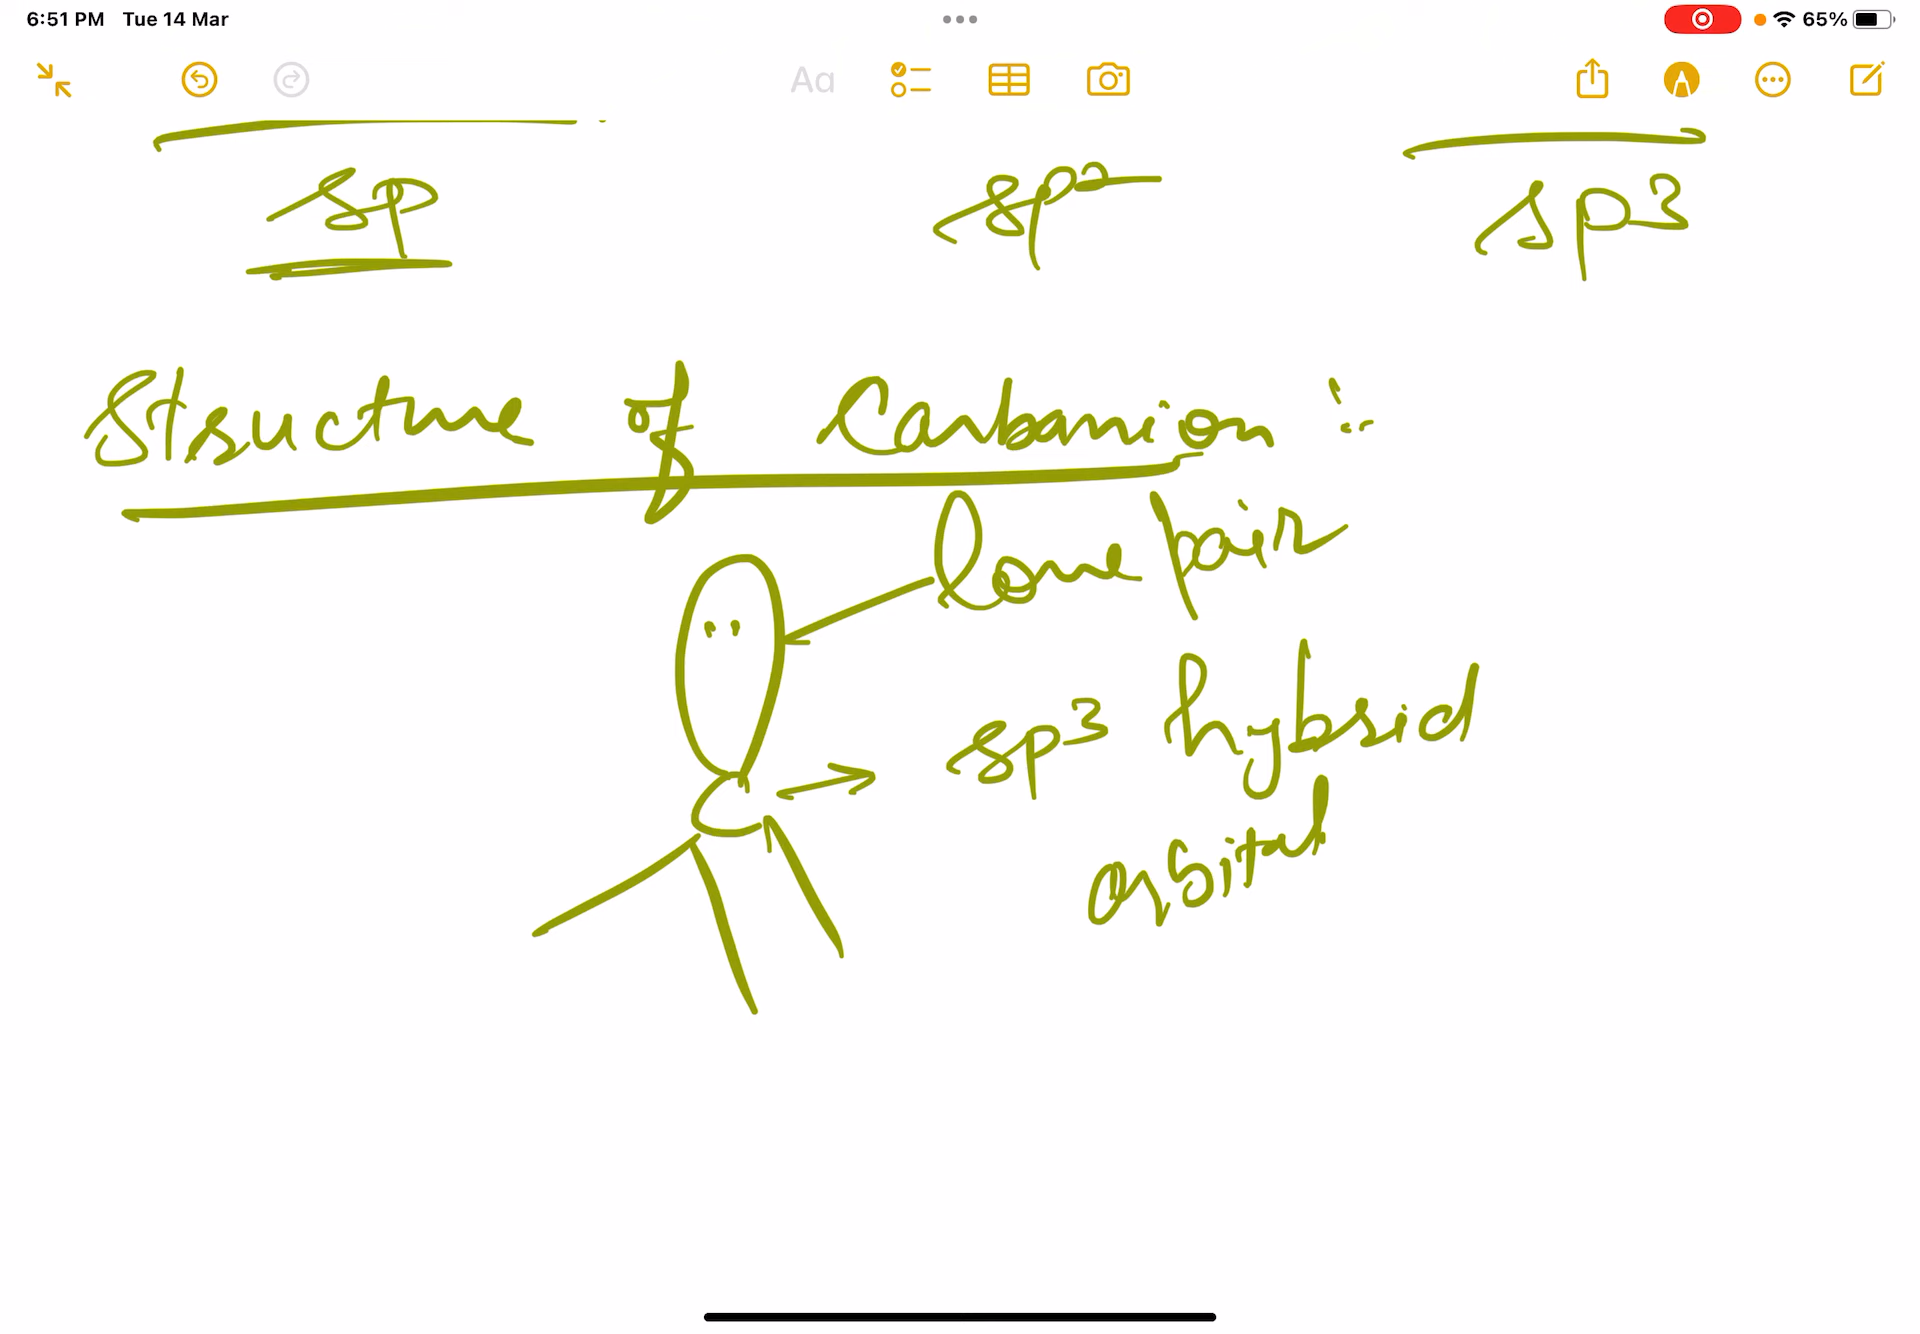 6:51 PM Tue 14 Mar 65%
Aa
sp sp² sp3
Structure of Carbanion :-
lone pair
C
sp3 hybrid
orbital